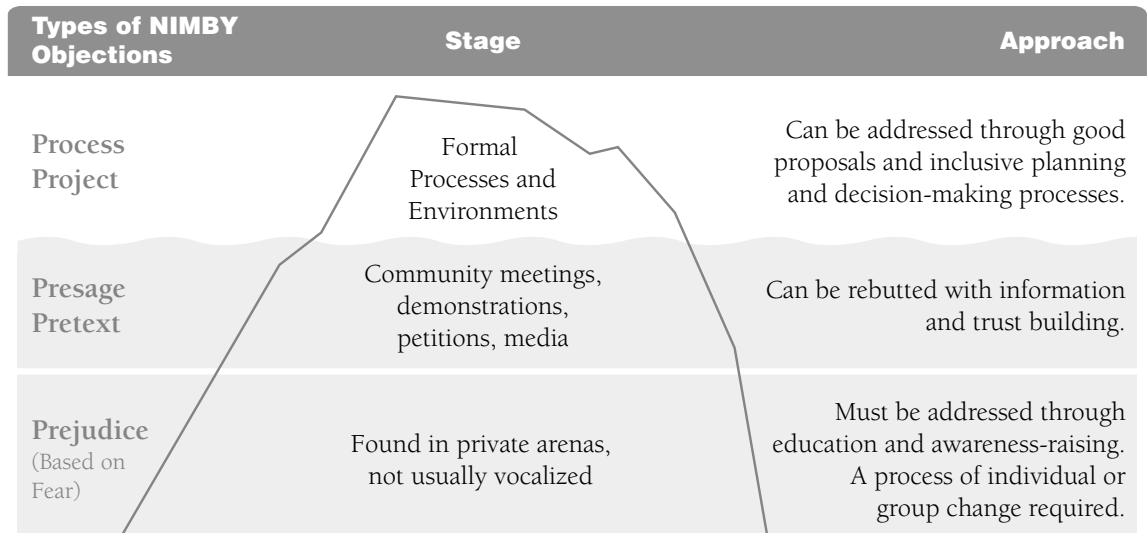 Types of NIMBY
Objections
Stage
Approach
Process
Project
Formal
Processes and
Environments
Can be addressed through good
proposals and inclusive planning
and decision-making processes.
Presage
Pretext
Community meetings,
demonstrations,
petitions, media
Can be rebutted with information
and trust building.
Prejudice
(Based on
Fear)
Found in private arenas,
not usually vocalized
Must be addressed through
education and awareness-raising.
A process of individual or
group change required.